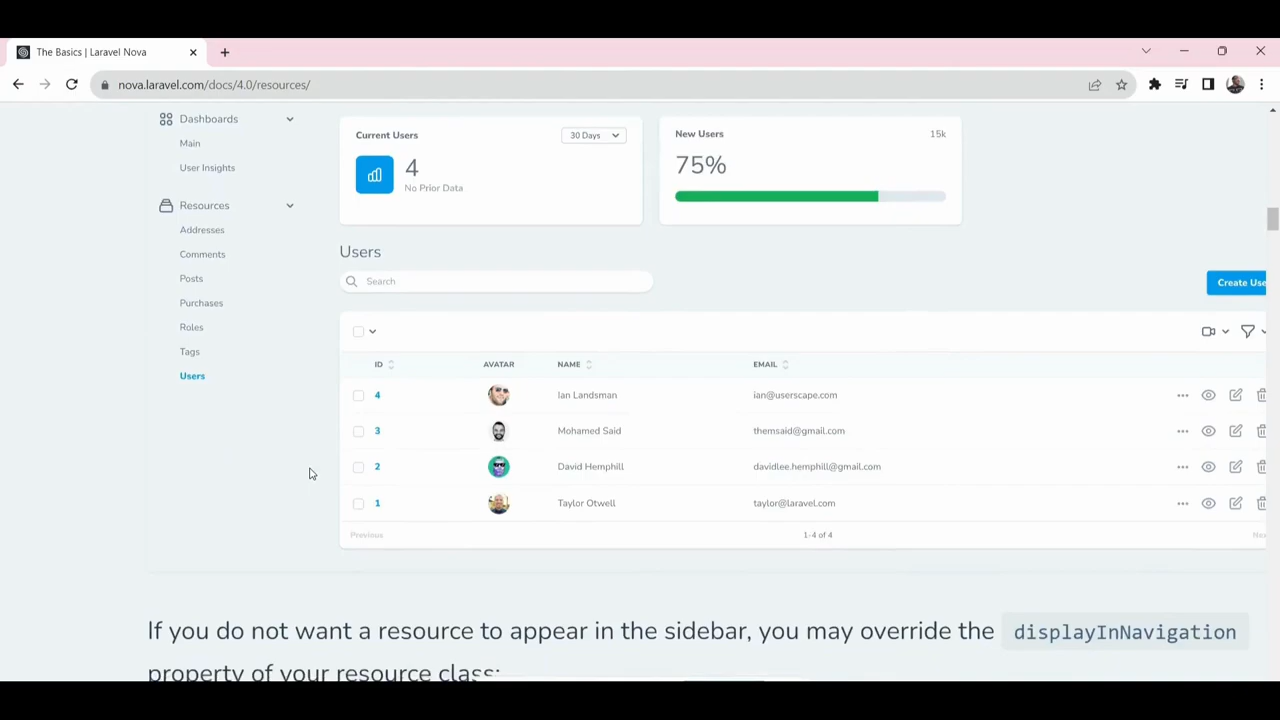 The Basics | Laravel Nova
nova.laravel.com/docs/4.0/resources/
Dashboards
Main
User Insights
Resources
Addresses
Comments
Posts
Purchases
Roles
Tags
Users
Current Users
30 Days
4
No Prior Data
New Users
15k
75%
Users
Search
Create Use
ID AVATAR NAME EMAIL
4 Ian Landsman ian@userscape.com
3 Mohamed Said themsaid@gmail.com
2 David Hemphill davidlee.hemphill@gmail.com
1 Taylor Otwell taylor@laravel.com
Previous 1-4 of 4 Nex
If you do not want a resource to appear in the sidebar, you may override the displayInNavigation
property of your resource class: